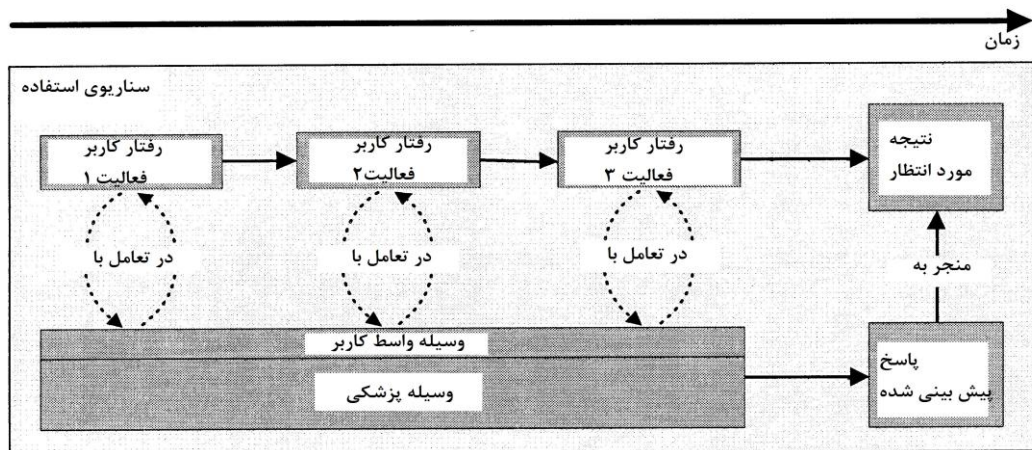 زمان
سناریوی استفاده
رفتار کاربر
فعالیت ۱
رفتار کاربر
فعالیت۲
رفتار کاربر
فعالیت ۳
نتیجه
مورد انتظار
در تعامل با
در تعامل با
در تعامل با
منجر به
وسیله واسط کاربر
وسیله پزشکی
پاسخ
پیش بینی شده